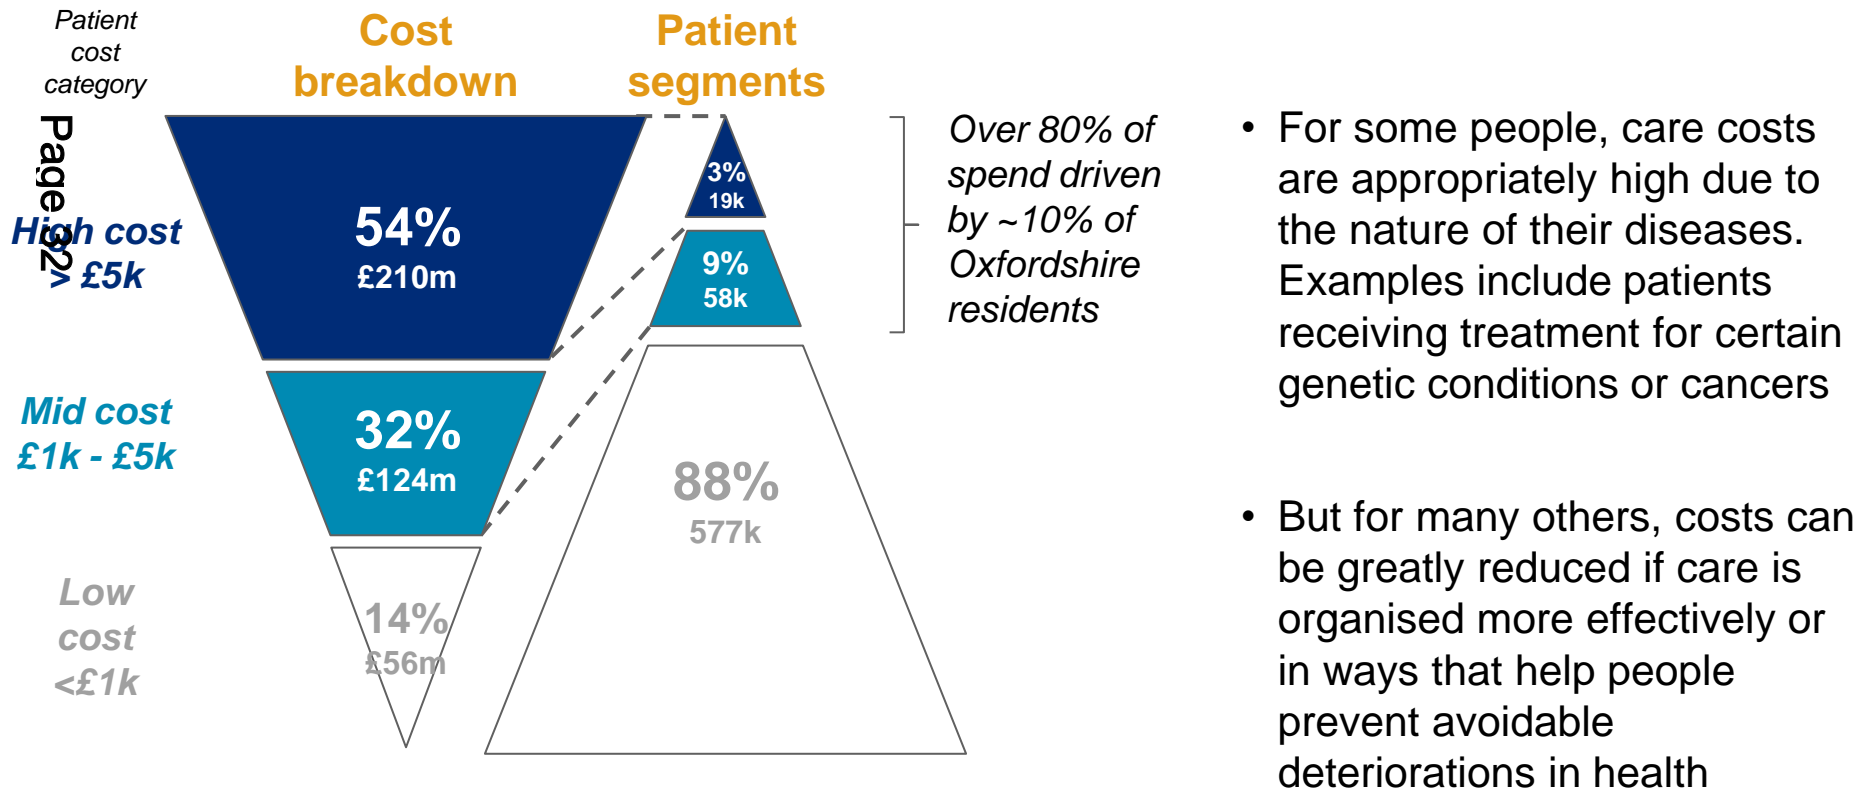 Patient
cost
category
Cost
breakdown
Patient
segments
Page 32
High cost
> £5k
54%
£210m
3%
19k
9%
58k
Over 80% of
spend driven
by ~10% of
Oxfordshire
residents
Mid cost
£1k - £5k
32%
£124m
88%
577k
Low
cost
<£1k
14%
£56m
• For some people, care costs
are appropriately high due to
the nature of their diseases.
Examples include patients
receiving treatment for certain
genetic conditions or cancers
• But for many others, costs can
be greatly reduced if care is
organised more effectively or
in ways that help people
prevent avoidable
deteriorations in health